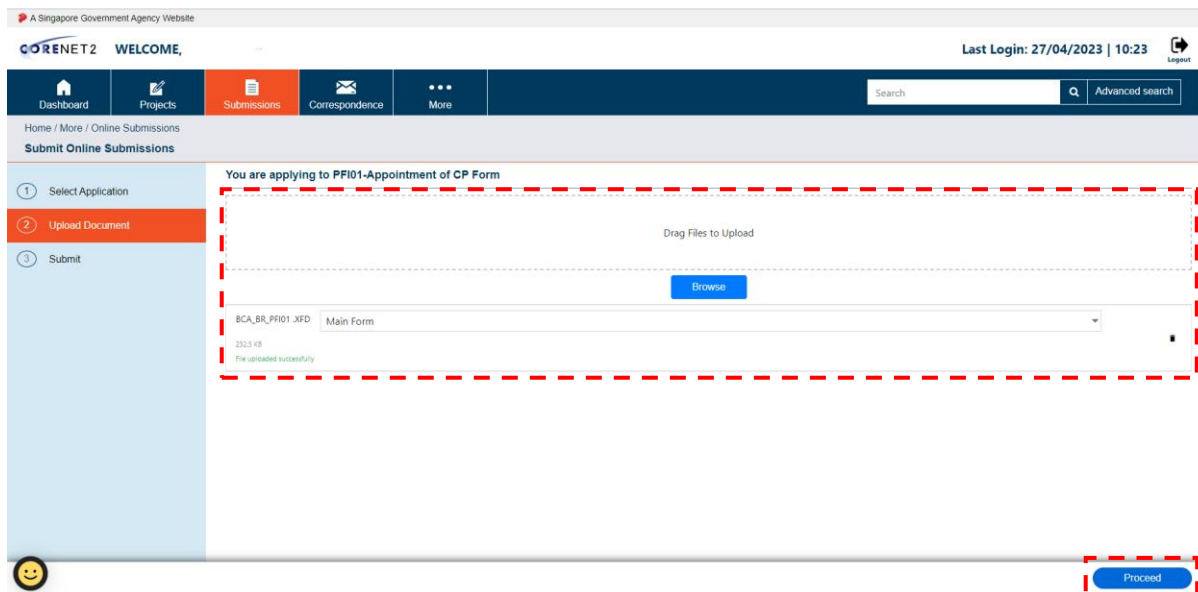 A Singapore Government Agency Website
CORENET2 WELCOME, Last Login: 27/04/2023 | 10:23
Logout
Dashboard Projects Submissions Correspondence More Search Advanced search
Home / More / Online Submissions
Submit Online Submissions
You are applying to PFI01-Appointment of CP Form
1 Select Application
2 Upload Document
Drag Files to Upload
3 Submit
Browse
BCA_BR_PFI01 .XFD Main Form
232.5 KB
File uploaded successfully
Proceed